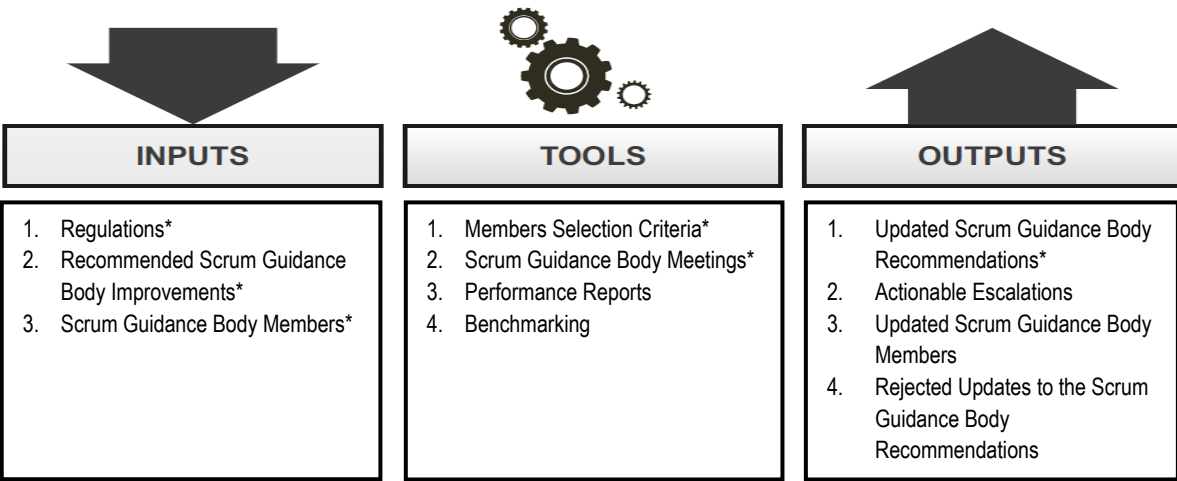 INPUTS
1. Regulations*
2. Recommended Scrum Guidance
Body Improvements*
3. Scrum Guidance Body Members*
TOOLS
1. Members Selection Criteria*
2. Scrum Guidance Body Meetings*
3. Performance Reports
4. Benchmarking
OUTPUTS
1. Updated Scrum Guidance Body
Recommendations*
2. Actionable Escalations
3. Updated Scrum Guidance Body
Members
4. Rejected Updates to the Scrum
Guidance Body
Recommendations